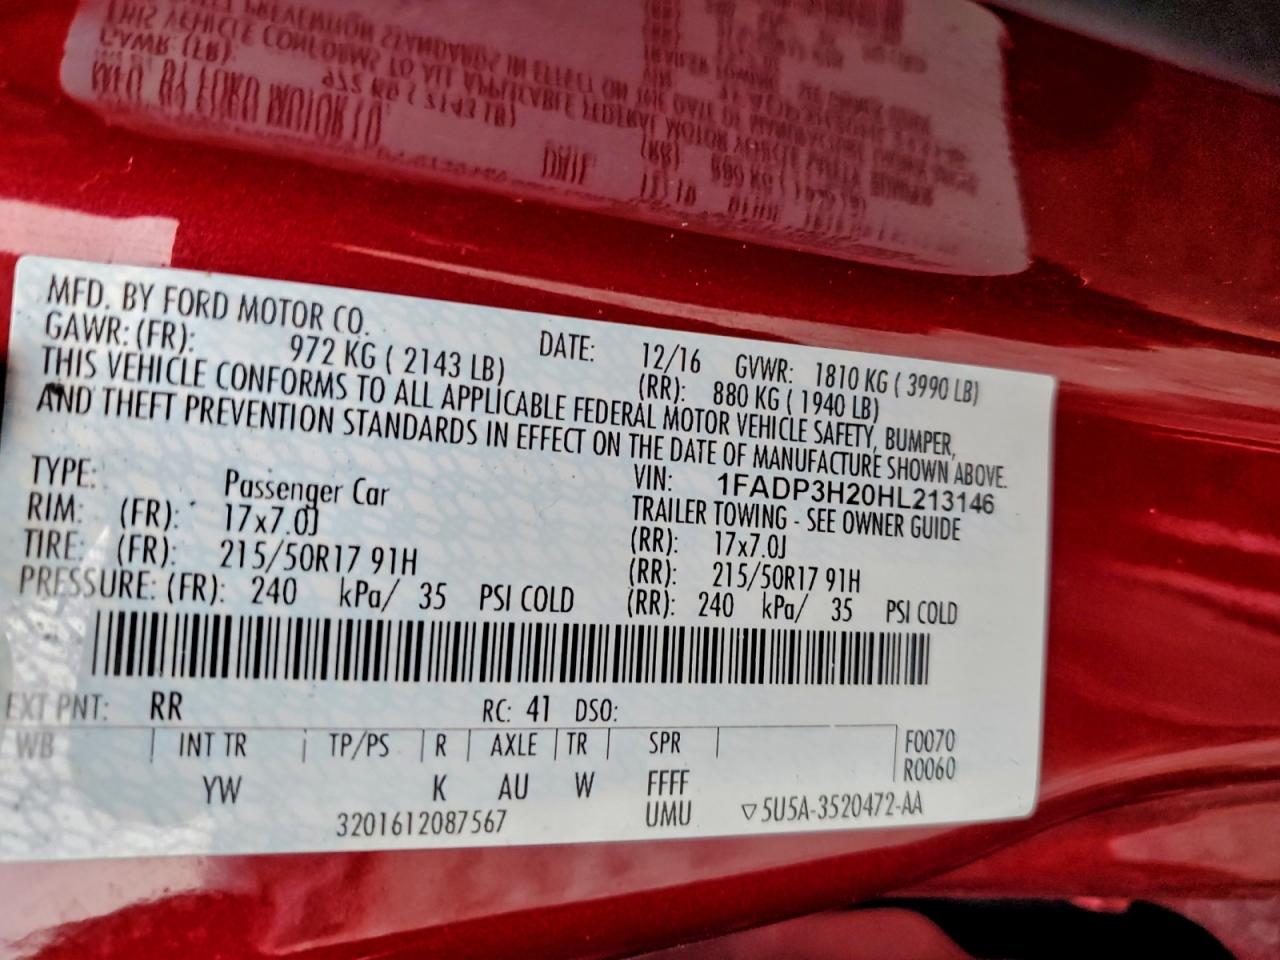 MFD. BY FORD MOTOR CO. DATE: 12/16 GVWR: 1810 KG ( 3990 LB)
GAWR: (FR): 972 KG ( 2143 LB) (RR): 880 KG ( 1940 LB)
THIS VEHICLE CONFORMS TO ALL APPLICABLE FEDERAL MOTOR VEHICLE SAFETY, BUMPER,
AND THEFT PREVENTION STANDARDS IN EFFECT ON THE DATE OF MANUFACTURE SHOWN ABOVE.
VIN: 1FADP3H20HL213146
TYPE: Passenger Car TRAILER TOWING - SEE OWNER GUIDE
RIM: (FR): 17x7.0J (RR): 17x7.0J
TIRE: (FR): 215/50R17 91H (RR): 215/50R17 91H
PRESSURE: (FR): 240 kPa/ 35 PSI COLD (RR): 240 kPa/ 35 PSI COLD
EXT PNT: RR RC: 41 DSO:
WB INT TR TP/PS R AXLE TR SPR F0070
R0060
YW K AU W FFFF
3201612087567 UMU ▽5U5A-3520472-AA